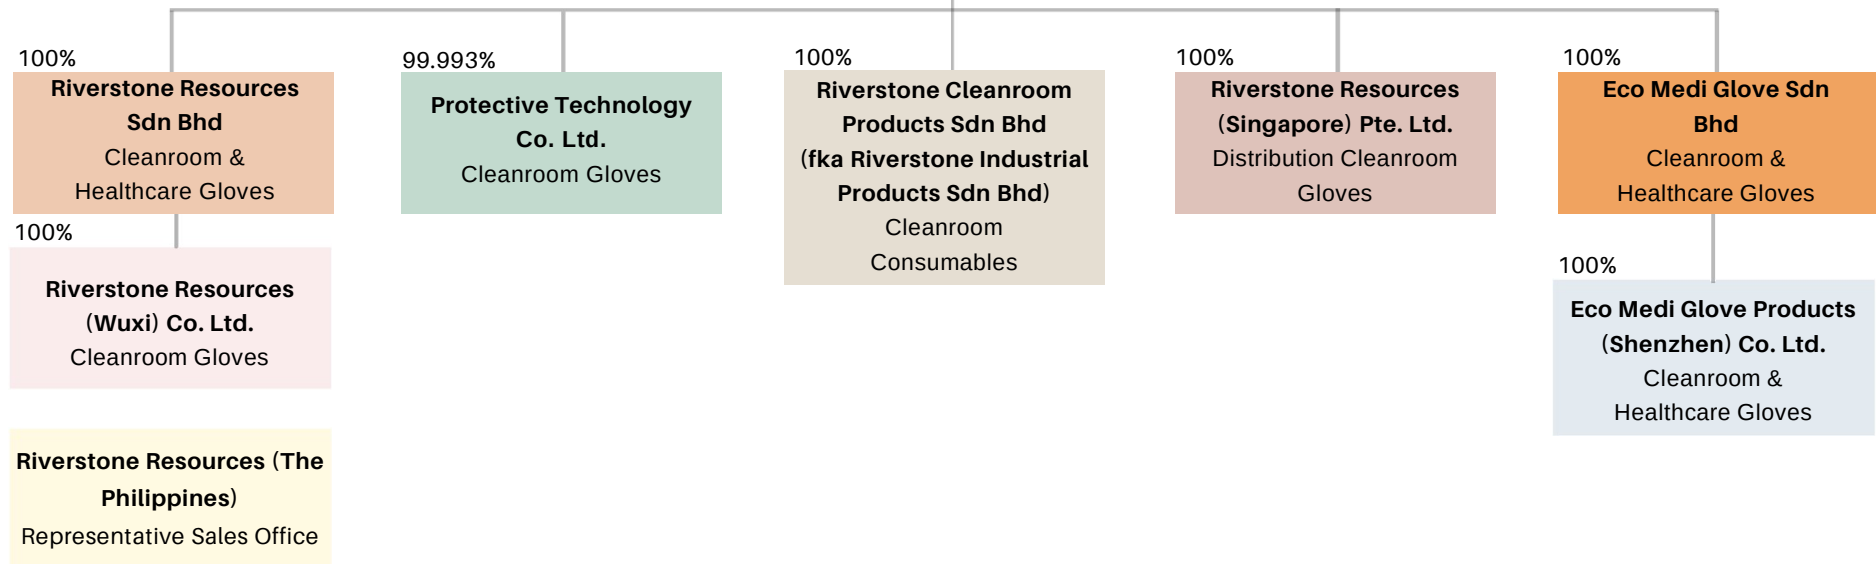 100%
Riverstone Resources
Sdn Bhd
Cleanroom &
Healthcare Gloves
99.993%
Protective Technology
Co. Ltd.
Cleanroom Gloves
100%
Riverstone Cleanroom
Products Sdn Bhd
(fka Riverstone Industrial
Products Sdn Bhd)
Cleanroom
Consumables
100%
Riverstone Resources
(Singapore) Pte. Ltd.
Distribution Cleanroom
Gloves
100%
Eco Medi Glove Sdn
Bhd
Cleanroom &
Healthcare Gloves
100%
Riverstone Resources
(Wuxi) Co. Ltd.
Cleanroom Gloves
100%
Eco Medi Glove Products
(Shenzhen) Co. Ltd.
Cleanroom &
Healthcare Gloves
Riverstone Resources (The
Philippines)
Representative Sales Office